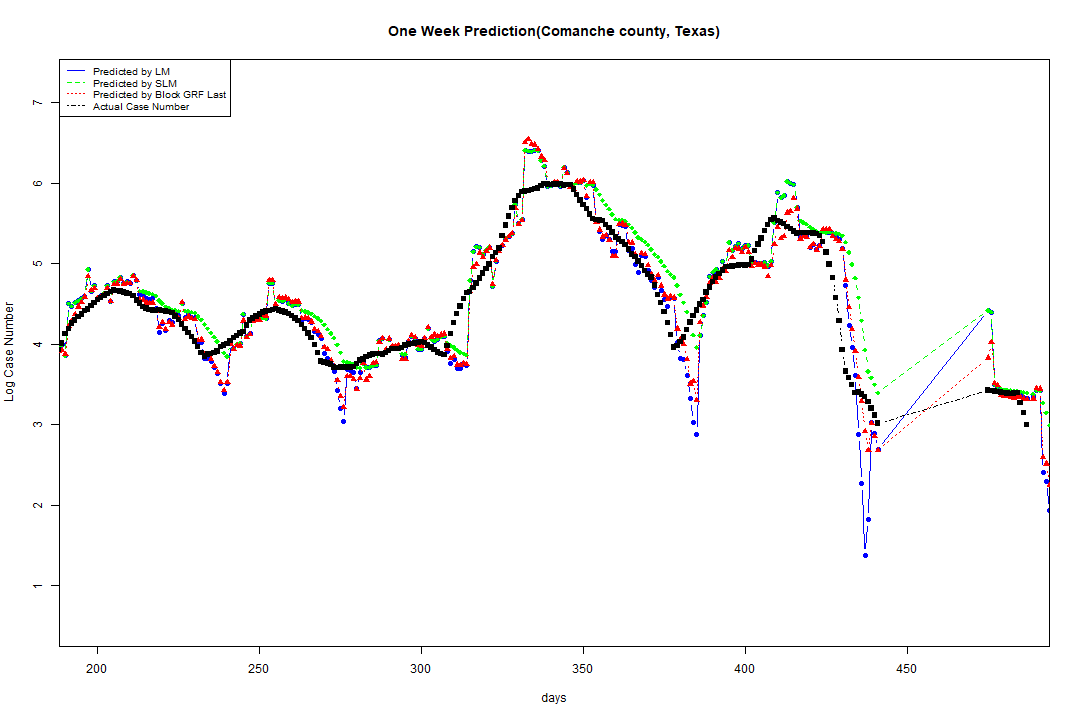 One Week Prediction(Comanche county, Texas)
Predicted by LM
Predicted by SLM
Predicted by Block GRF Last
Actual Case Number
7
6
5
4
3
2
1
Log Case Number
200 250 300 350 400 450
days